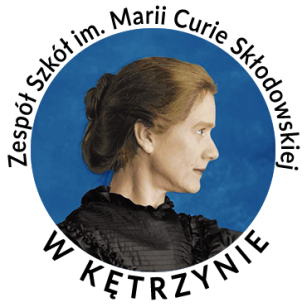 Zespół Szkół im. Marii Curie Skłodowskiej
W KĘTRZYNIE